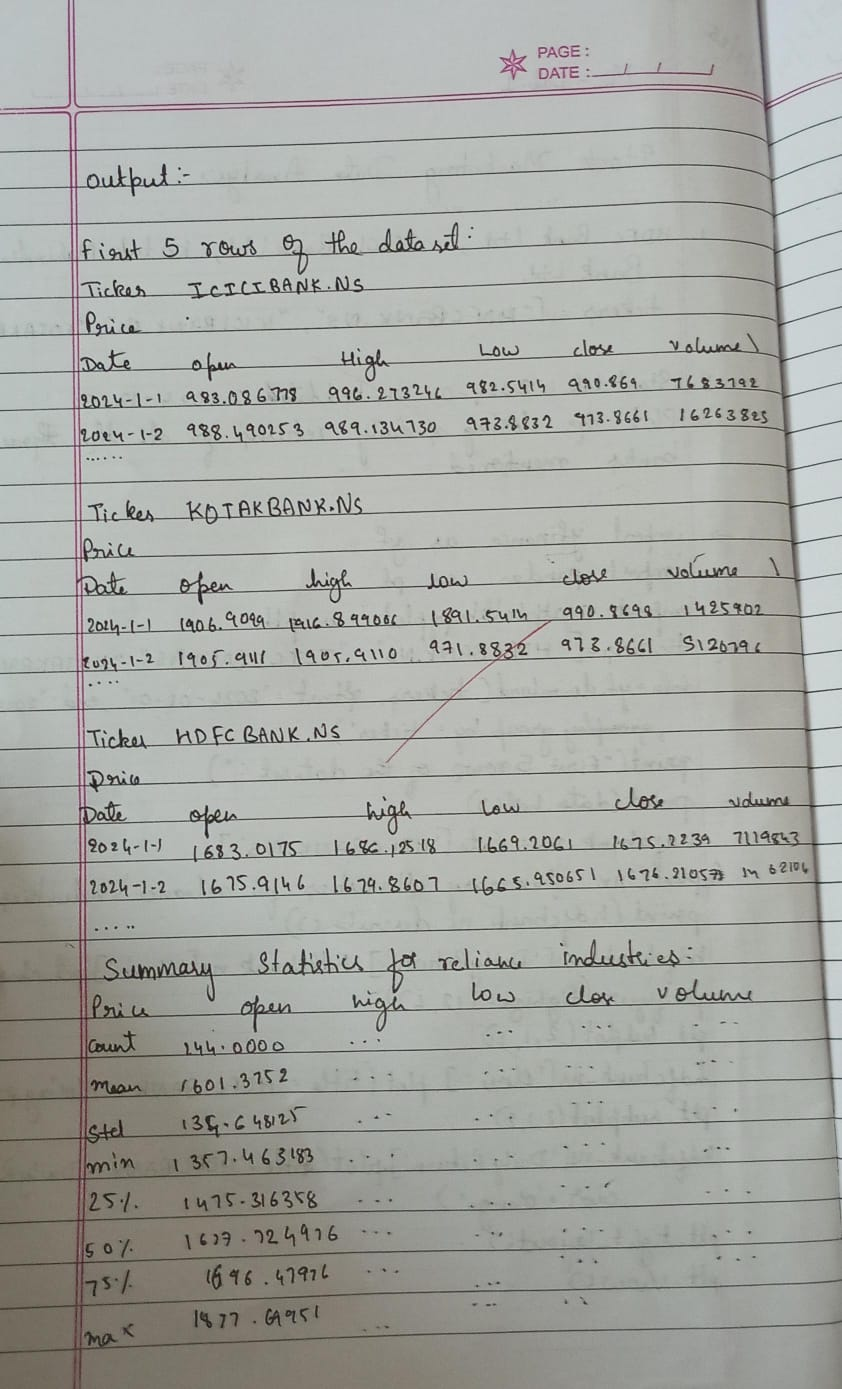 PAGE :
DATE : / / /
output :-
first 5 rows of the data set :
Ticker ICICIBANK.NS
Price
Date open High Low close volume \
2024-1-1 983.086778 996.273246 982.5414 990.869 7683792
2024-1-2 988.490253 989.134730 973.8832 973.8661 16263825
......
Ticker KOTAKBANK.NS
Price
Date open high low close volume \
2024-1-1 1906.9099 1916.899006 1891.5414 990.8698 1425902
2024-1-2 1905.9111 1905.9110 971.8832 973.8661 5120796
....
Ticker HDFC BANK.NS
Price
Date open high Low close volume
2024-1-1 1683.0175 1686.12518 1669.2061 1675.2239 7119843
2024-1-2 1675.9146 1679.8607 1665.950651 1676.21057
.....
Summary Statistics for reliance industries :
Price open high low close volume
Count 244.0000 ... ... ... ...
mean 1601.3752 ... ... ... ...
std ... ... ... ...
min 1357.463183 ... ... ... ...
25% 1475.316358 ... ... ... ...
50% 1627.724976 ... ... ... ...
75% 1696.47976 ... ... ... ...
max 1877. ... ... ..